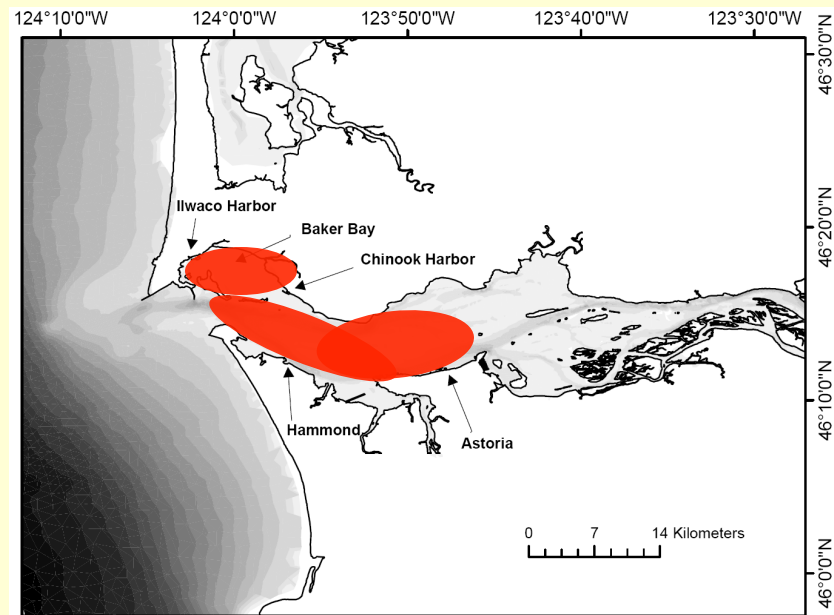 124°10'0"W
124°0'0"W
123°50'0"W
123°40'0"W
123°30'0"W
46°30'0"N
Ilwaco Harbor
Baker Bay
46°20'0"N
Chinook Harbor
46°10'0"N
Hammond
Astoria
0 7 14 Kilometers
46°0'0"N